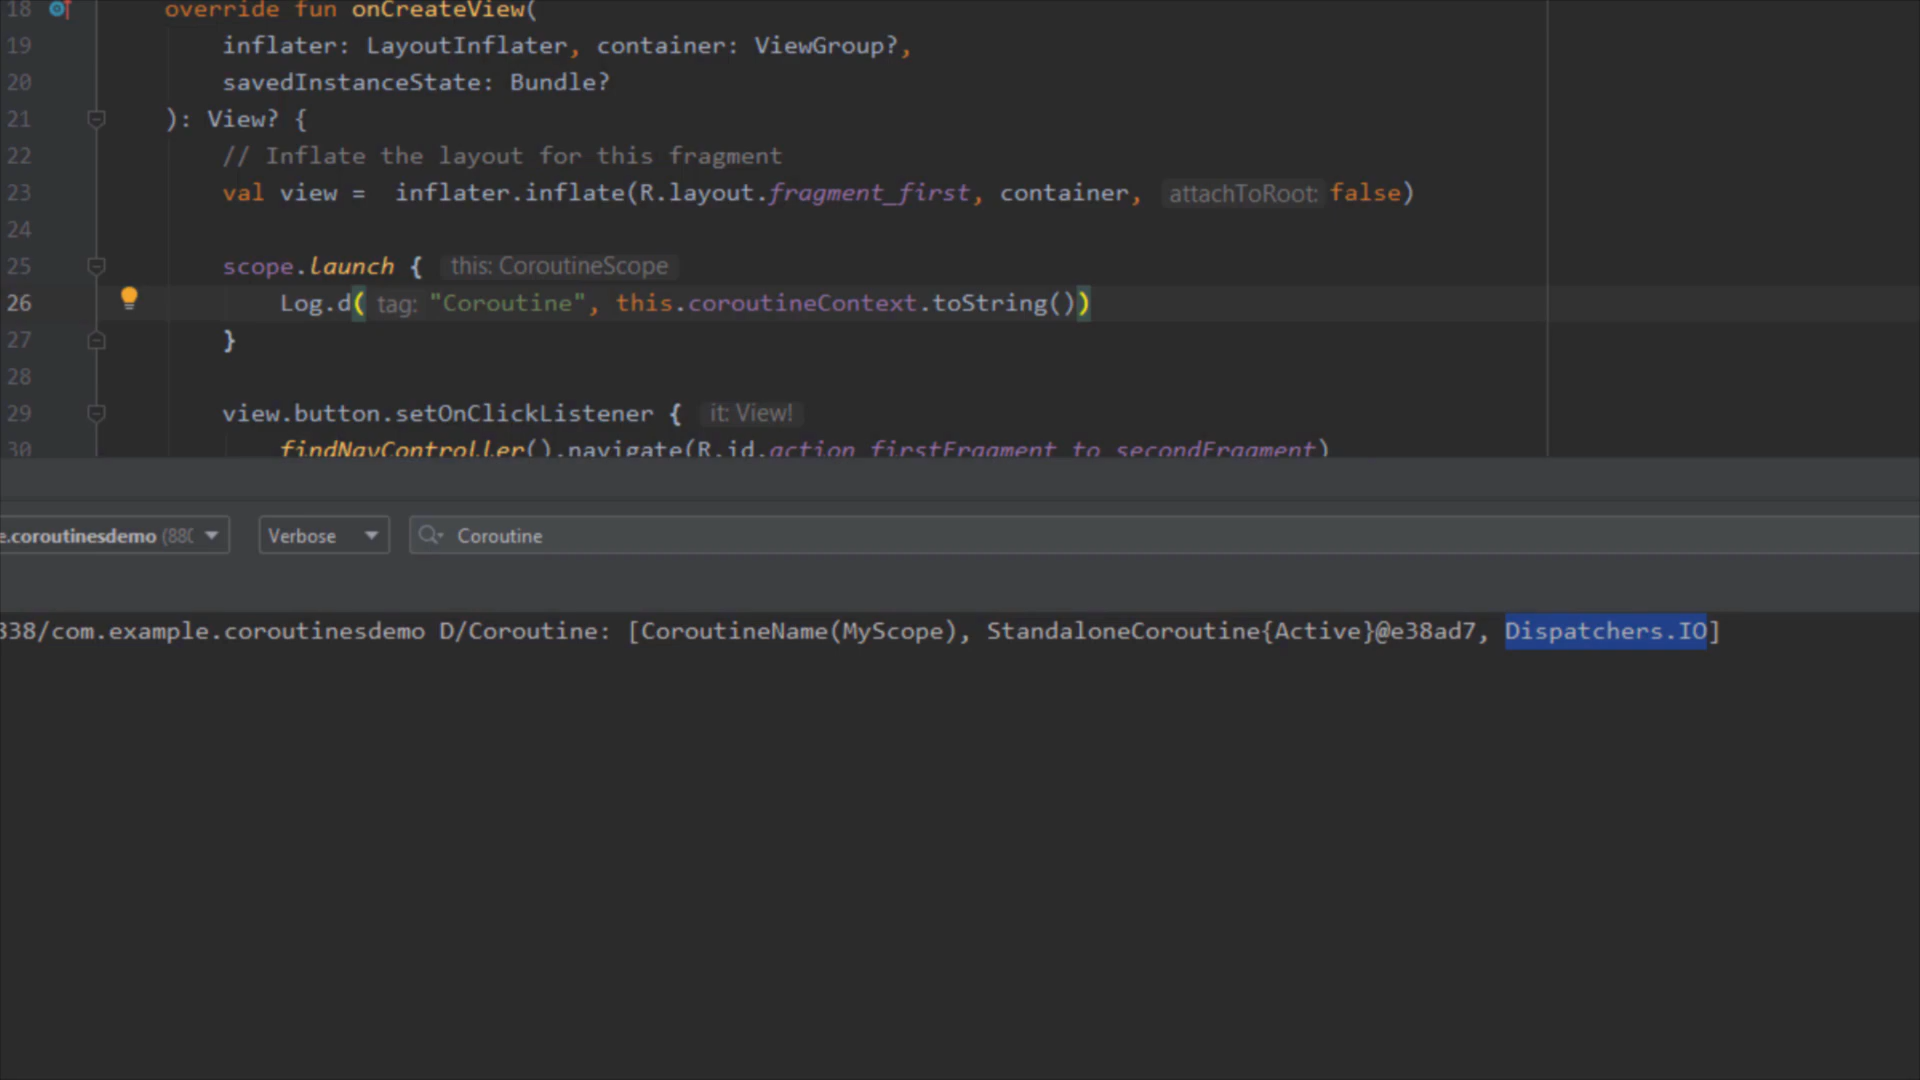 18 override fun onCreateView(
19 inflater: LayoutInflater, container: ViewGroup?,
20 savedInstanceState: Bundle?
21 ): View? {
22 // Inflate the layout for this fragment
23 val view =  inflater.inflate(R.layout.fragment_first, container, attachToRoot: false)
24
25 scope.launch { this: CoroutineScope
26 Log.d( tag: "Coroutine", this.coroutineContext.toString())
27 }
28
29 view.button.setOnClickListener { it: View!
30 findNavController().navigate(R.id.action_firstFragment_to_secondFragment)
e.coroutinesdemo (880 Verbose Coroutine
838/com.example.coroutinesdemo D/Coroutine: [CoroutineName(MyScope), StandaloneCoroutine{Active}@e38ad7, Dispatchers.IO]